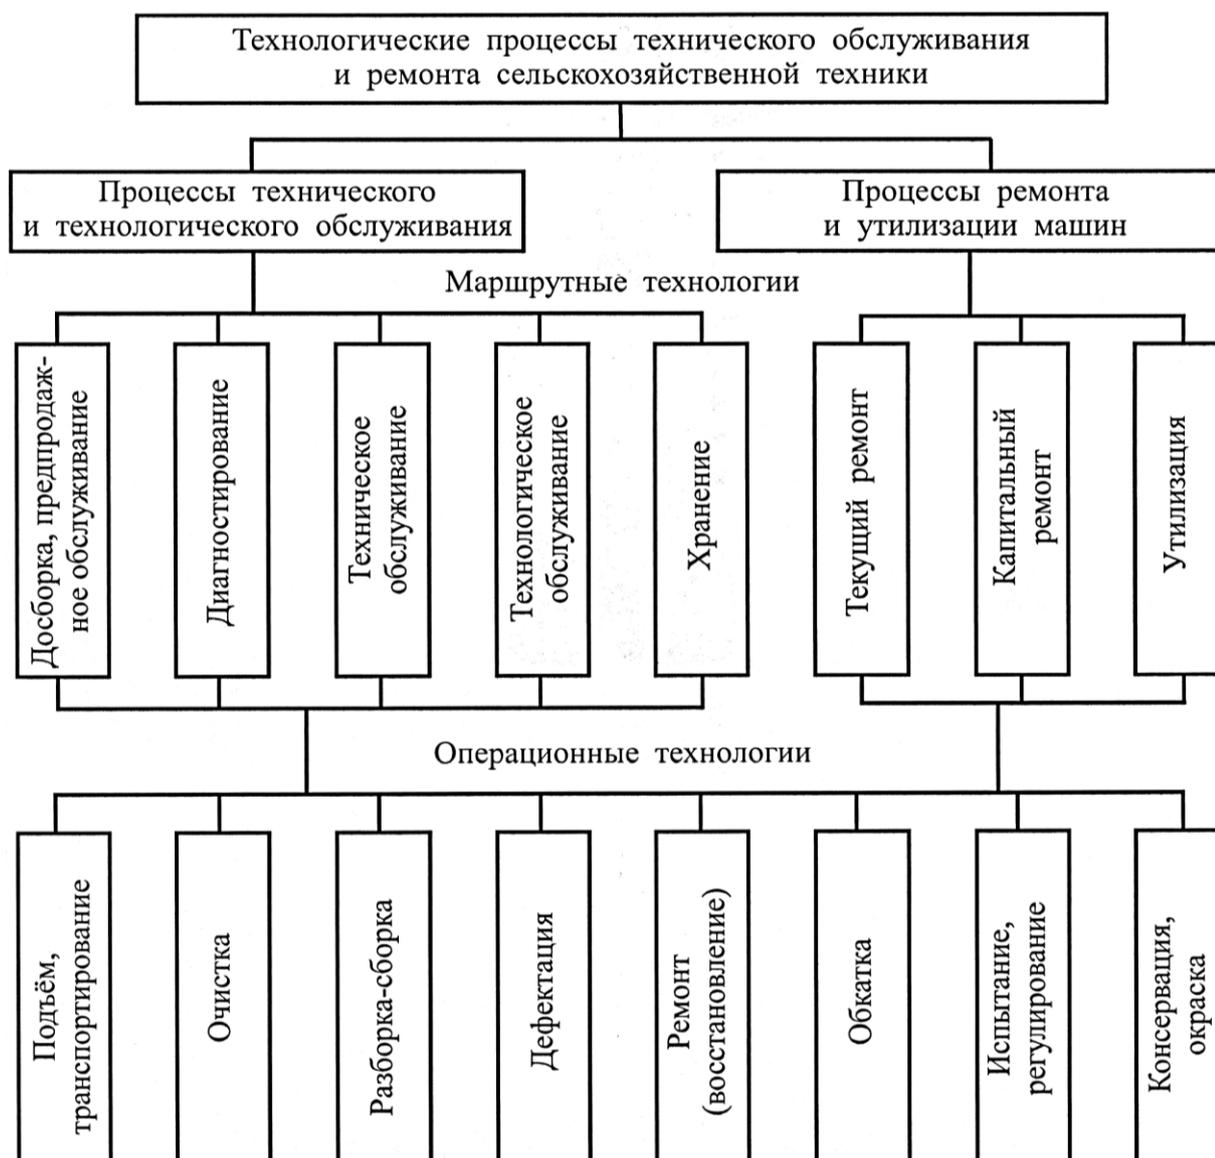 Технологические процессы технического обслуживания
и ремонта сельскохозяйственной техники
Процессы технического
и технологического обслуживания
Процессы ремонта
и утилизации машин
Маршрутные технологии
Досборка, предпродаж-
ное обслуживание
Диагностирование
Техническое
обслуживание
Технологическое
обслуживание
Хранение
Текущий ремонт
Капитальный
ремонт
Утилизация
Операционные технологии
Подъём,
транспортирование
Очистка
Разборка-сборка
Дефектация
Ремонт
(восстановление)
Обкатка
Испытание,
регулирование
Консервация,
окраска